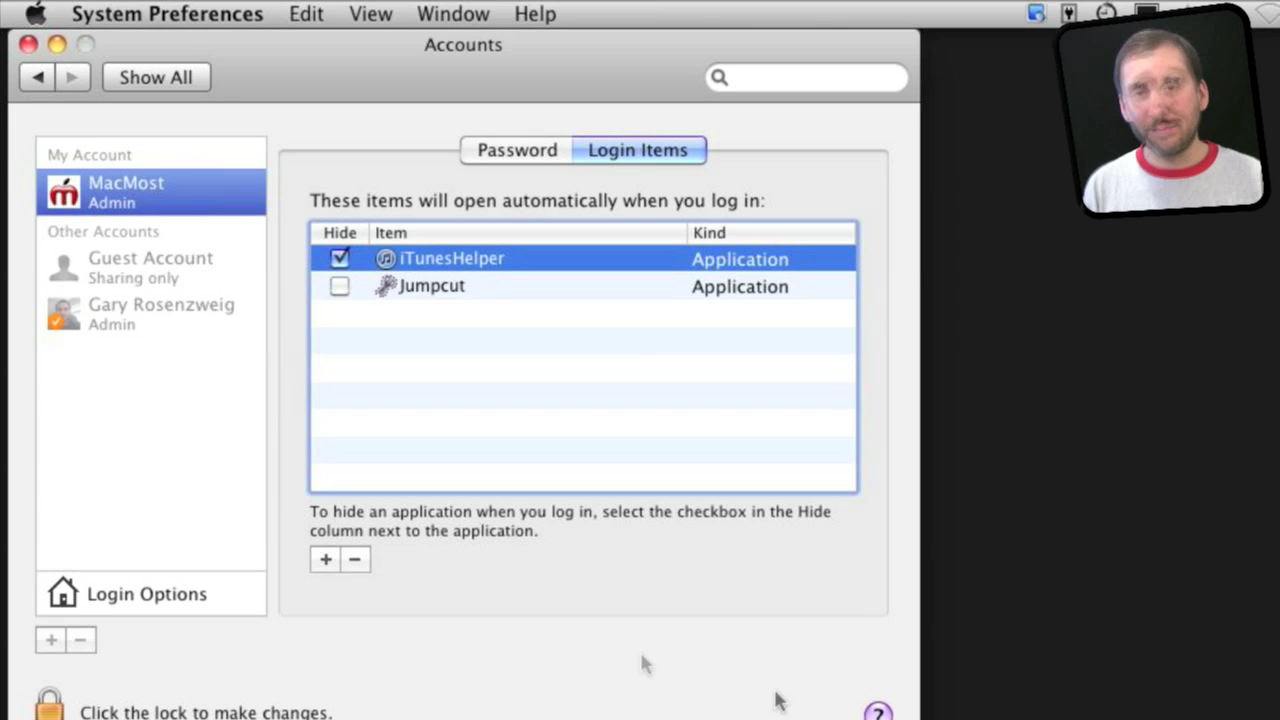 System Preferences Edit View Window Help
Accounts
Show All
My Account
MacMost
Admin
Other Accounts
Guest Account
Sharing only
Gary Rosenzweig
Admin
Login Options
Password Login Items
These items will open automatically when you log in:
Hide Item Kind
iTunesHelper Application
Jumpcut Application
To hide an application when you log in, select the checkbox in the Hide
column next to the application.
+ −
+ −
Click the lock to make changes.
?